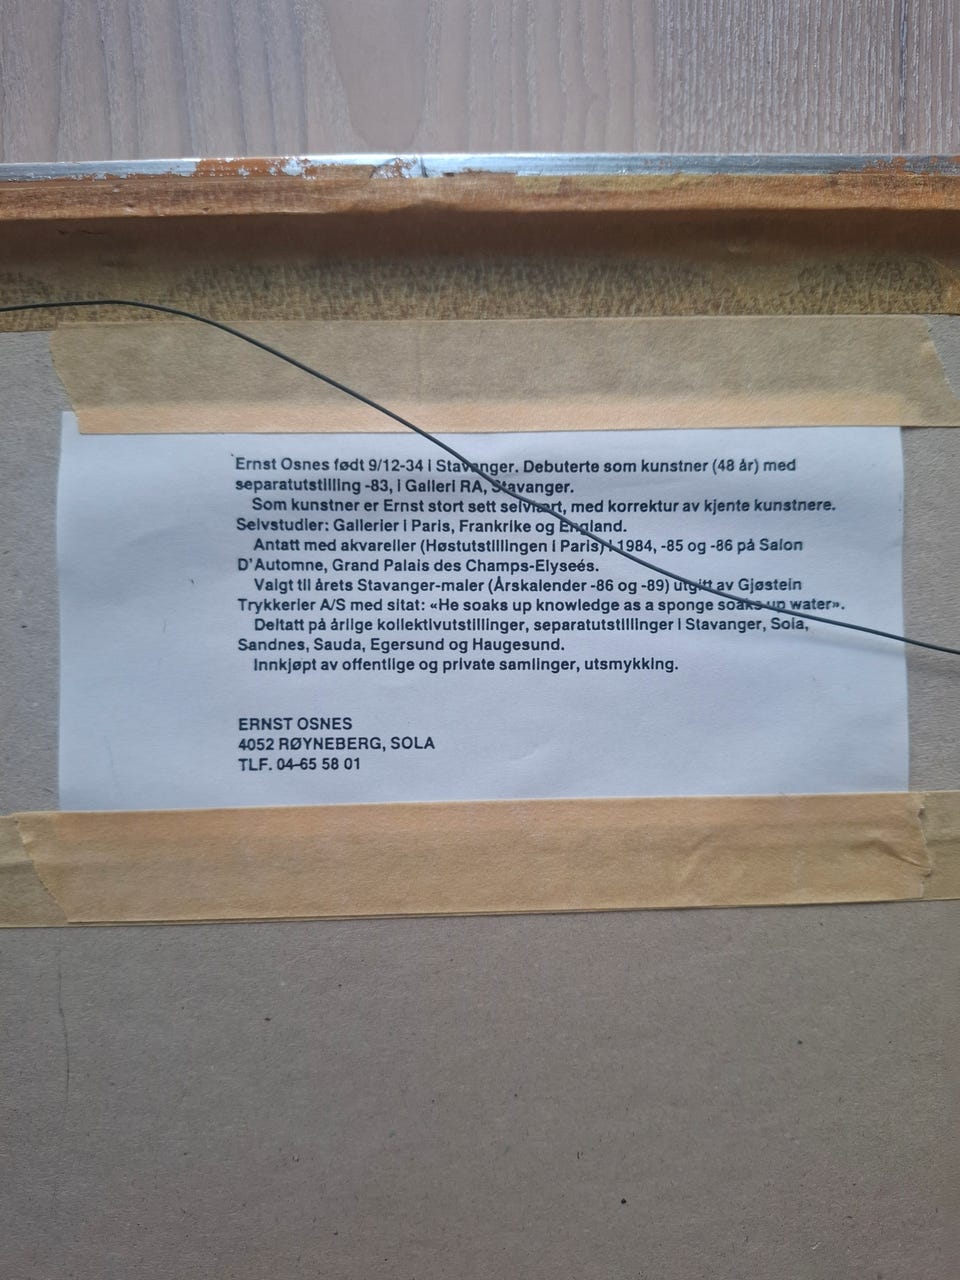 Ernst Osnes født 9/12-34 i Stavanger. Debuterte som kunstner (48 år) med
separatutstilling -83, i Galleri RA, Stavanger.
Som kunstner er Ernst stort sett selvlært, med korrektur av kjente kunstnere.
Selvstudier: Gallerier i Paris, Frankrike og England.
Antatt med akvareller (Høstutstillingen i Paris) i 1984, -85 og -86 på Salon
D'Automne, Grand Palais des Champs-Elyseés.
Valgt til årets Stavanger-maler (Årskalender -86 og -89) utgitt av Gjøstein
Trykkerier A/S med sitat: «He soaks up knowledge as a sponge soaks up water».
Deltatt på årlige kollektivutstillinger, separatutstillinger i Stavanger, Sola,
Sandnes, Sauda, Egersund og Haugesund.
Innkjøpt av offentlige og private samlinger, utsmykking.
ERNST OSNES
4052 RØYNEBERG, SOLA
TLF. 04-65 58 01